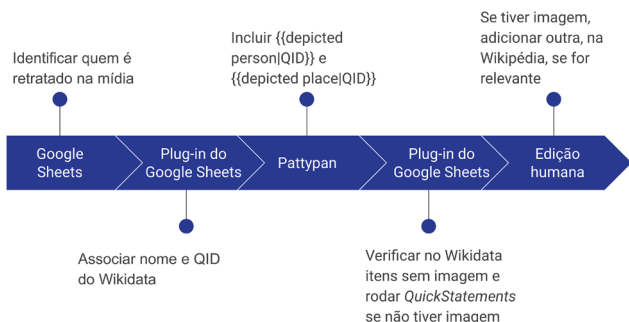 Identificar quem é
retratado na mídia
Incluir {{depicted
person|QID}} e
{{depicted place|QID}}
Se tiver imagem,
adicionar outra, na
Wikipédia, se for
relevante
Google
Sheets
Plug-in do
Google Sheets
Pattypan
Plug-in do
Google Sheets
Edição
humana
Associar nome e QID
do Wikidata
Verificar no Wikidata
itens sem imagem e
rodar QuickStatements
se não tiver imagem